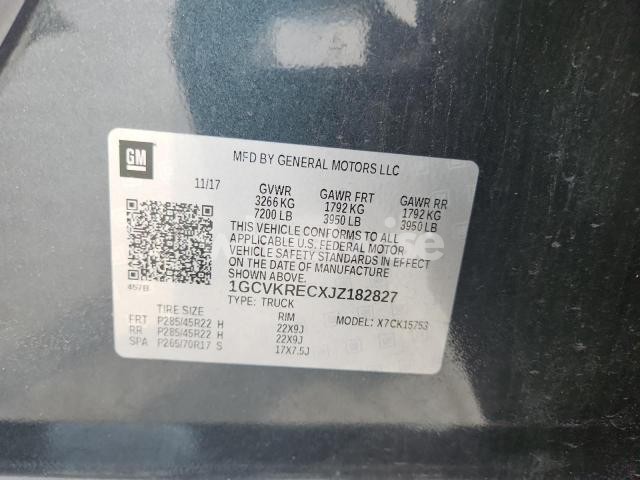 GM
MFD BY GENERAL MOTORS LLC
11/17 GVWR GAWR FRT GAWR RR
3266 KG 1792 KG 1792 KG
7200 LB 3950 LB 3950 LB
THIS VEHICLE CONFORMS TO ALL
APPLICABLE U.S. FEDERAL MOTOR
VEHICLE SAFETY STANDARDS IN EFFECT
ON THE DATE OF MANUFACTURE
SHOWN ABOVE.
457B 1GCVKRECXJZ182827
TYPE: TRUCK
TIRE SIZE RIM MODEL: X7CK15753
FRT P285/45R22 H 22X9J
RR P285/45R22 H 22X9J
SPA P265/70R17 S 17X7.5J